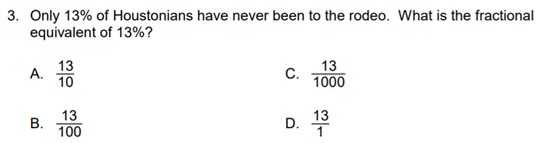 3. Only 13% of Houstonians have never been to the rodeo. What is the fractional
equivalent of 13%?
A. 13/10
C. 13/1000
B. 13/100
D. 13/1